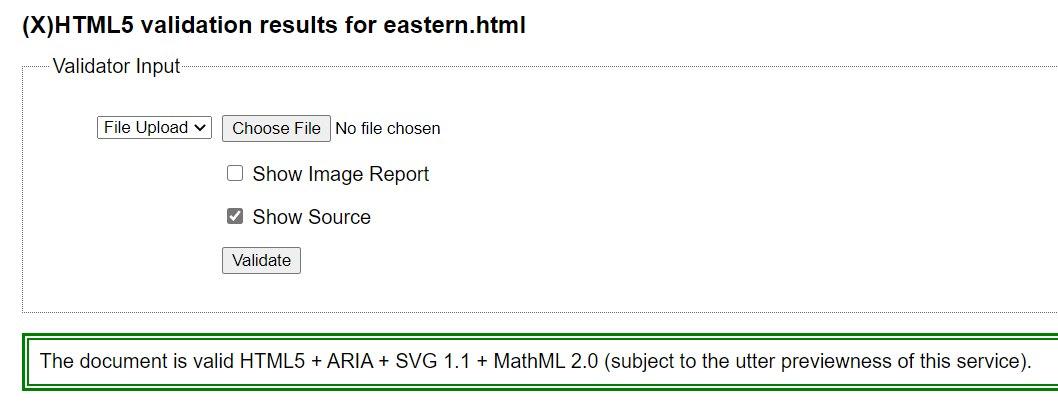 (X)HTML5 validation results for eastern.html
Validator Input
File Upload Choose File No file chosen
Show Image Report
Show Source
Validate
The document is valid HTML5 + ARIA + SVG 1.1 + MathML 2.0 (subject to the utter previewness of this service).